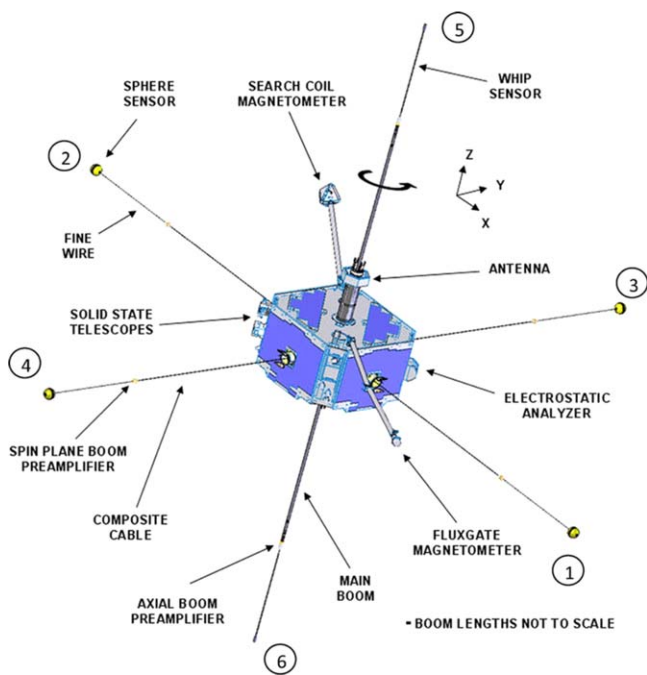 5
WHIP
SENSOR
SEARCH COIL
MAGNETOMETER
SPHERE
SENSOR
2
Z
Y
X
FINE
WIRE
ANTENNA
3
SOLID STATE
TELESCOPES
4
ELECTROSTATIC
ANALYZER
SPIN PLANE BOOM
PREAMPLIFIER
COMPOSITE
CABLE
FLUXGATE
MAGNETOMETER
1
AXIAL BOOM
PREAMPLIFIER
MAIN
BOOM
- BOOM LENGTHS NOT TO SCALE
6